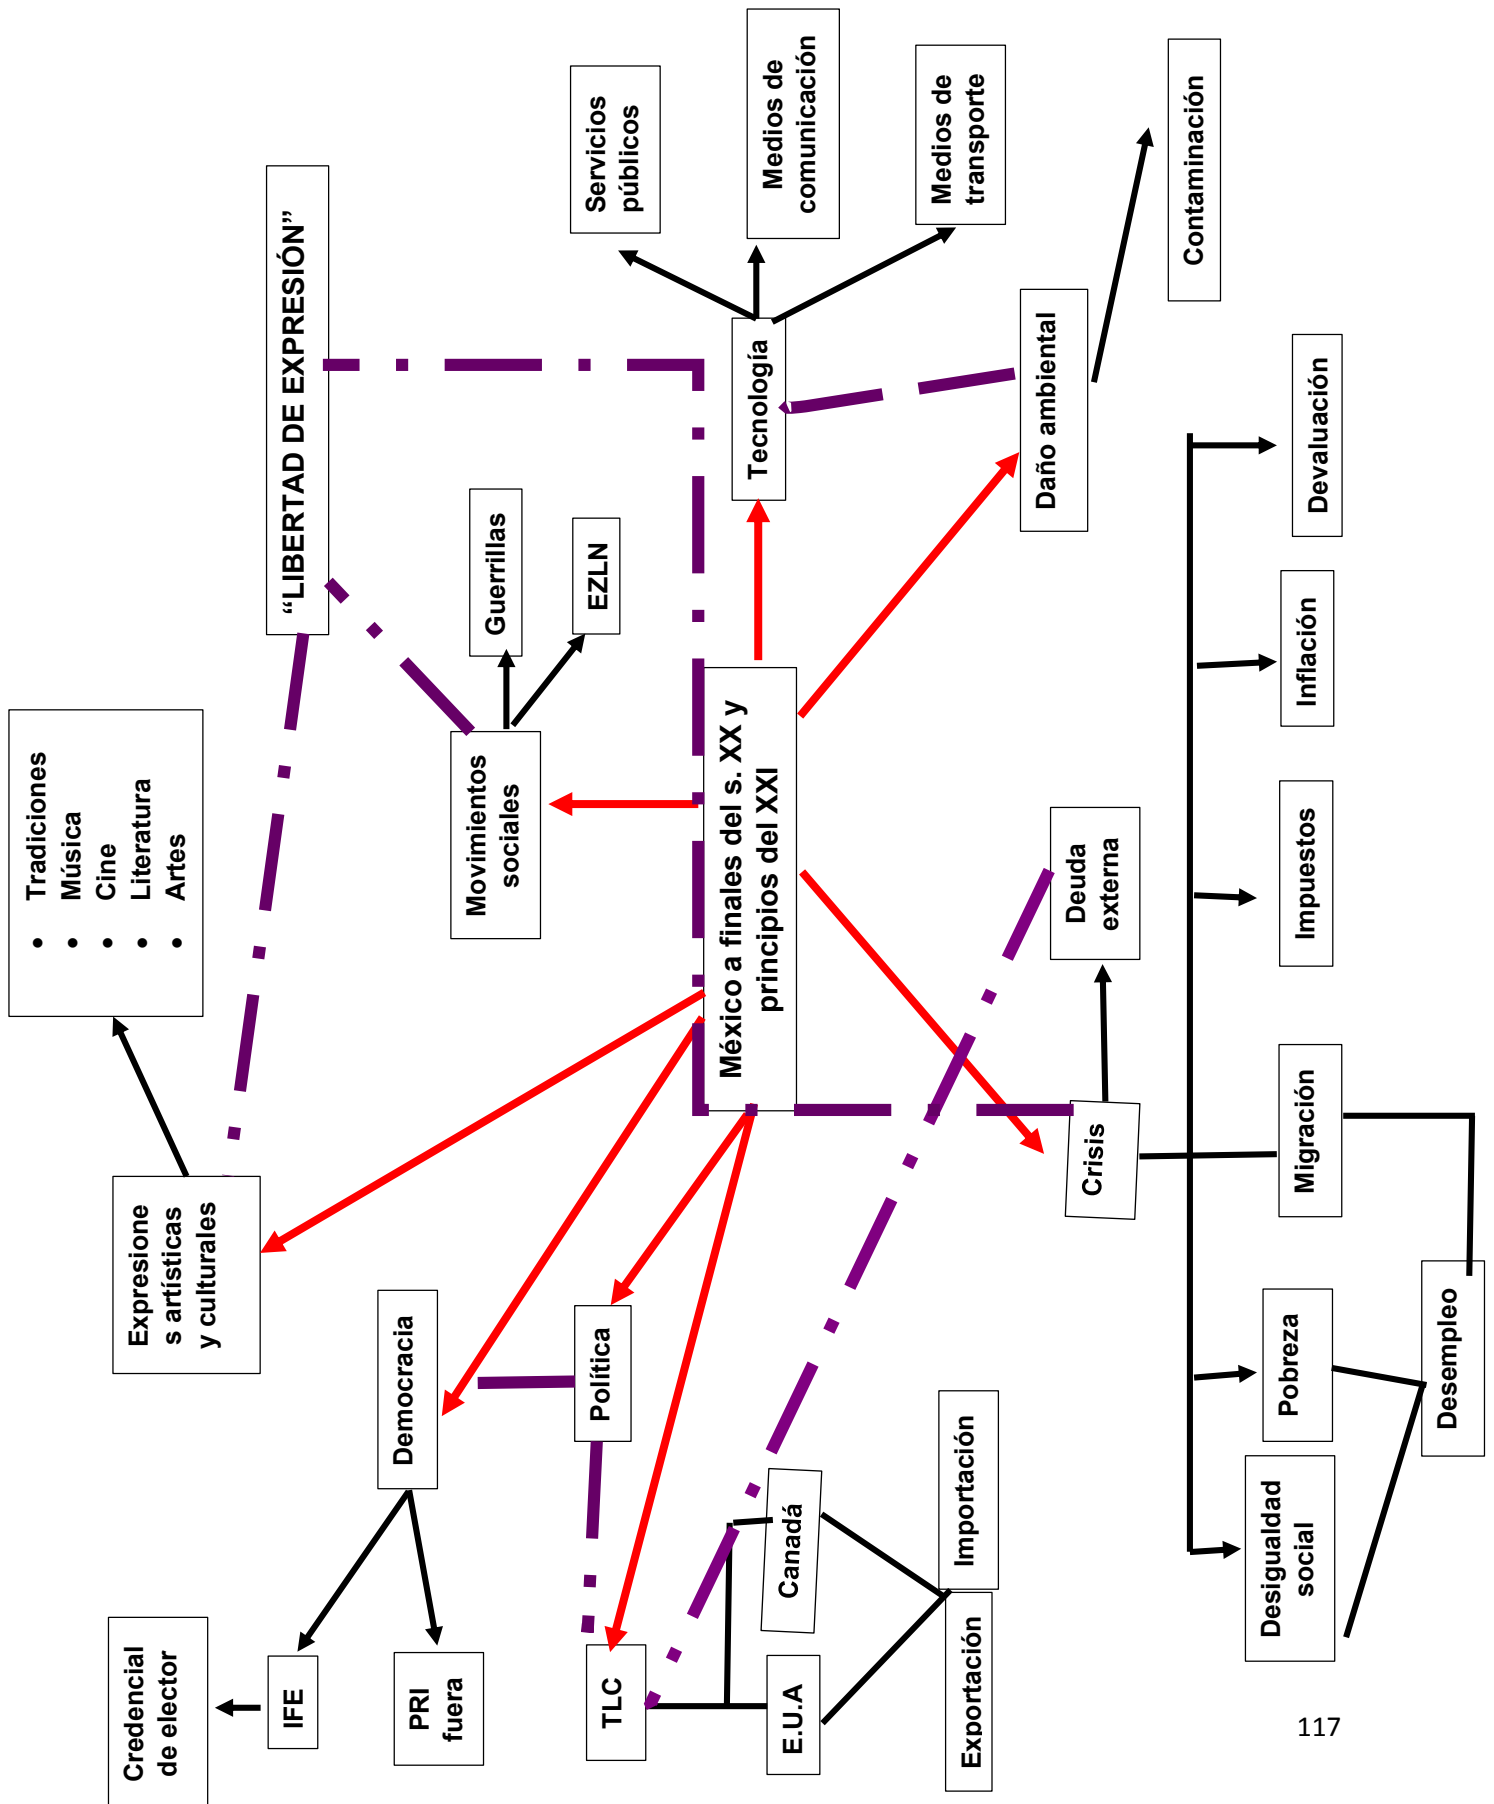 Credencial
de elector
IFE
PRI
fuera
Democracia
Expresione
s artísticas
y culturales
• Tradiciones
• Música
• Cine
• Literatura
• Artes
“LIBERTAD DE EXPRESIÓN”
Política
TLC
E.U.A
Canadá
Exportación
Importación
Movimientos
sociales
Guerrillas
EZLN
México a finales del s. XX y
principios del XXI
Tecnología
Servicios
públicos
Medios de
comunicación
Medios de
transporte
Daño ambiental
Contaminación
Crisis
Deuda
externa
Desigualdad
social
Pobreza
Migración
Impuestos
Inflación
Devaluación
Desempleo
117